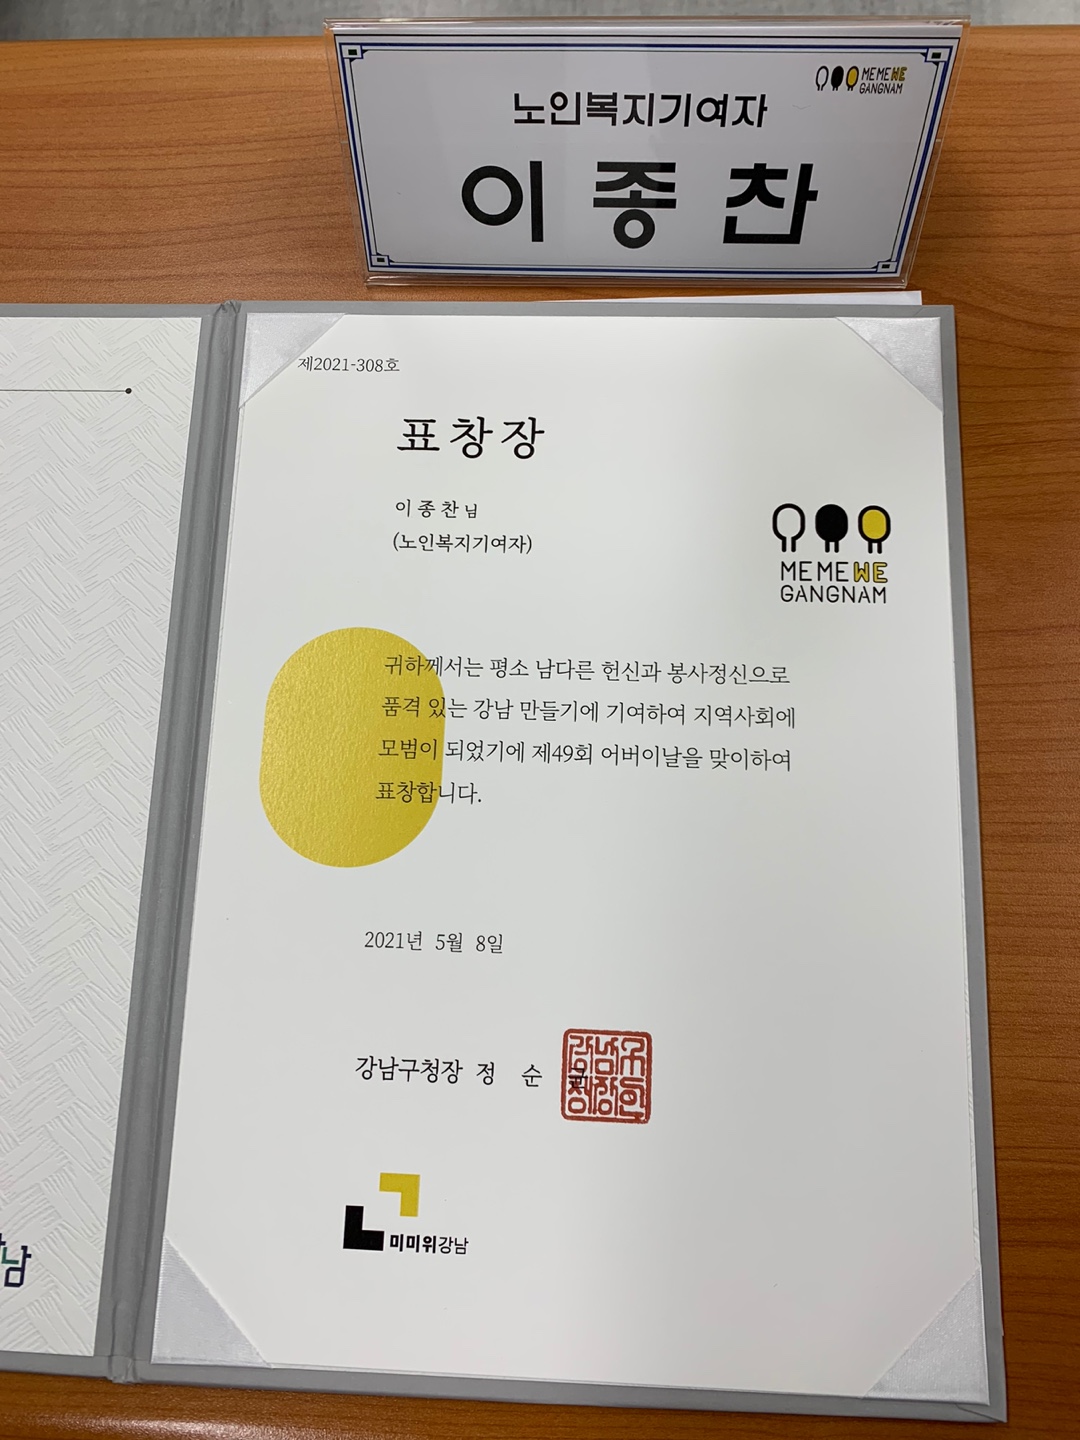 MEMEWE
GANGNAM
노인복지기여자
이종찬
제2021-308호
표창장
이종찬님
(노인복지기여자)
MEMEWE
GANGNAM
귀하께서는 평소 남다른 헌신과 봉사정신으로
품격 있는 강남 만들기에 기여하여 지역사회에
모범이 되었기에 제49회 어버이날을 맞이하여
표창합니다.
2021년 5월 8일
강남구청장 정 순 균
미미위강남
남